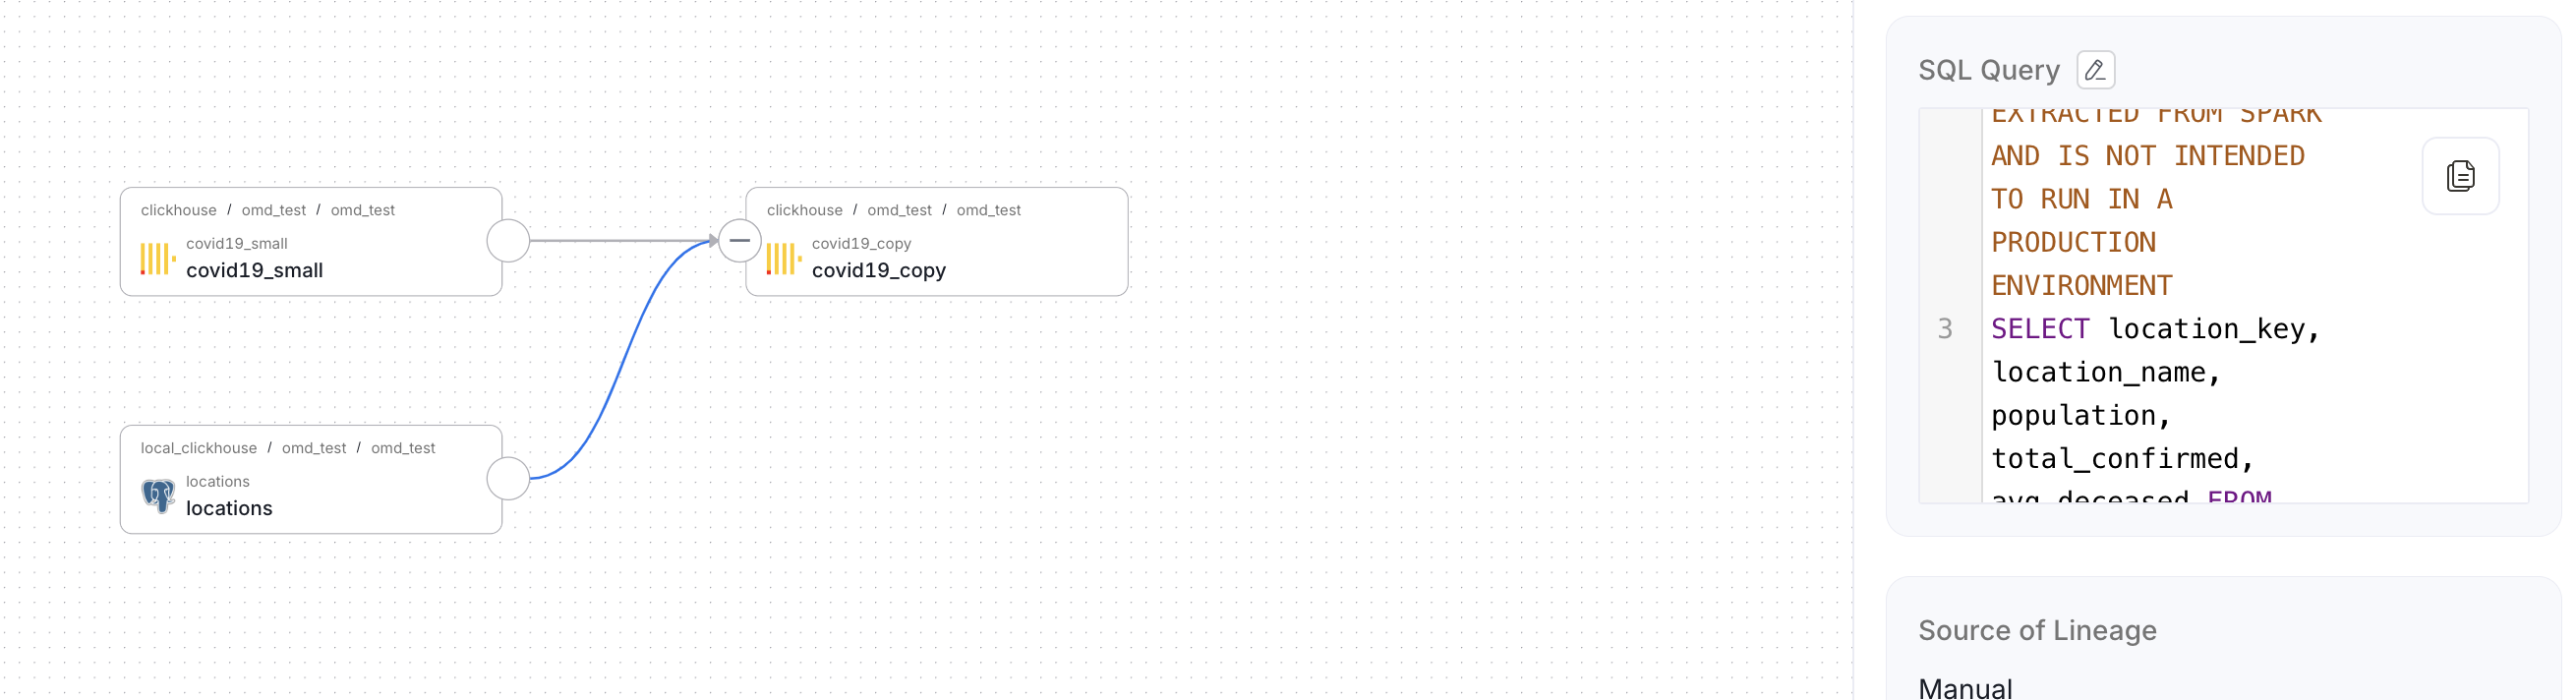 clickhouse / omd_test / omd_test
covid19_small
covid19_small
clickhouse / omd_test / omd_test
covid19_copy
covid19_copy
local_clickhouse / omd_test / omd_test
locations
locations
SQL Query
EXTRACTED FROM SPARK
AND IS NOT INTENDED
TO RUN IN A
PRODUCTION
ENVIRONMENT
3 SELECT location_key,
location_name,
population,
total_confirmed,
avg_deceased FROM
Source of Lineage
Manual